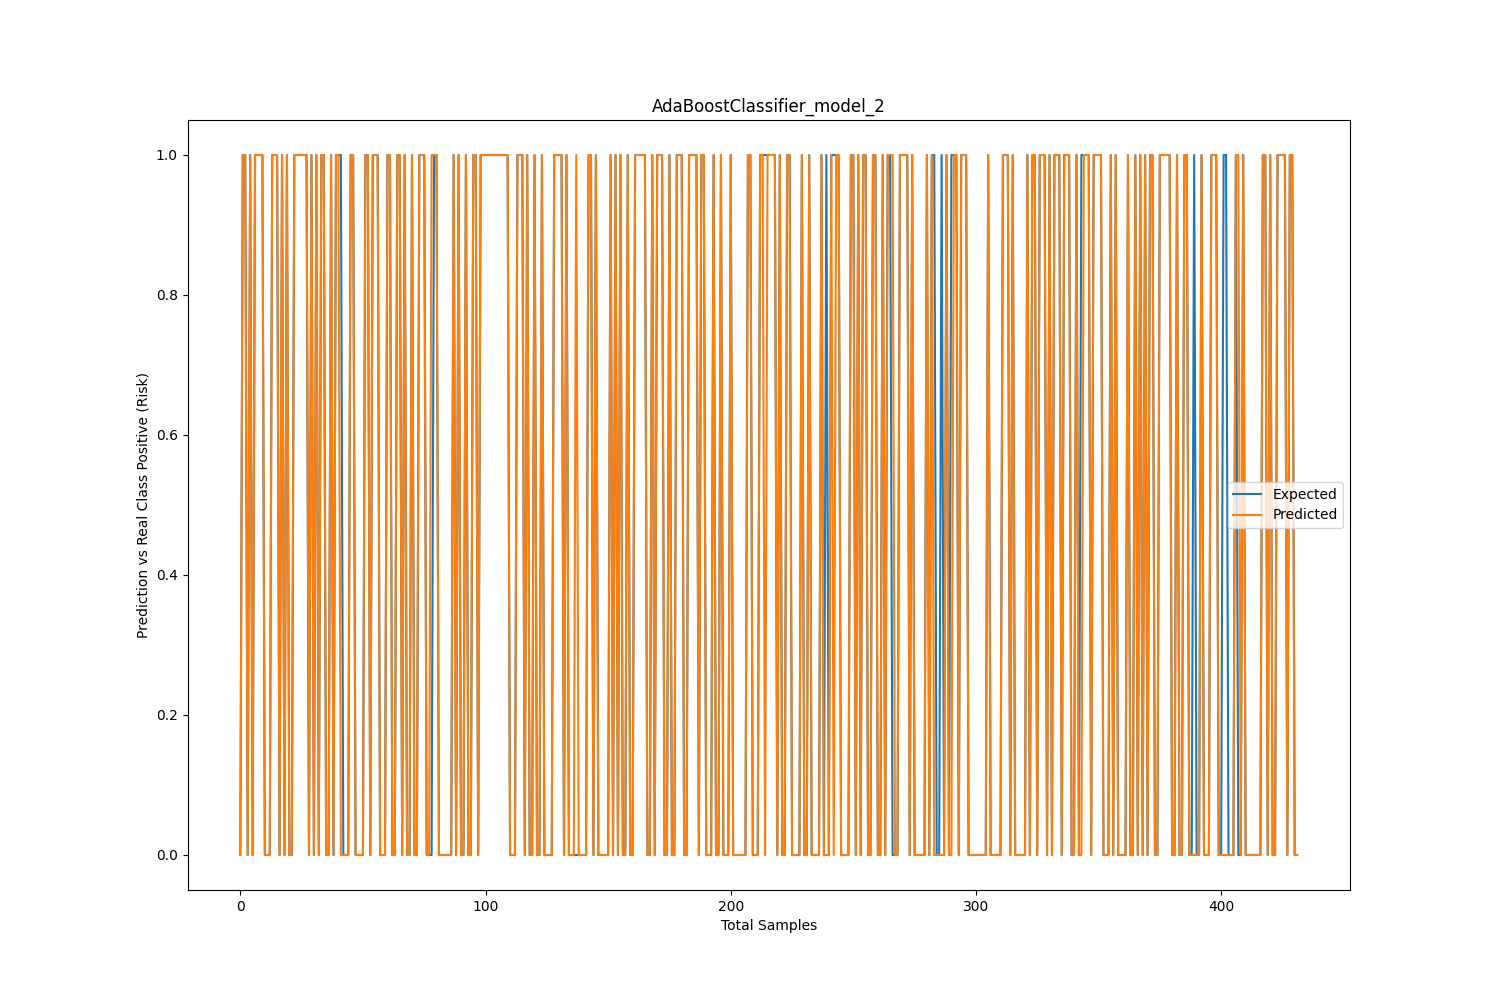 AdaBoostClassifier_model_2
Prediction vs Real Class Positive (Risk)
1.0
0.8
0.6
0.4
0.2
0.0
Expected
Predicted
0
100
200
300
400
Total Samples